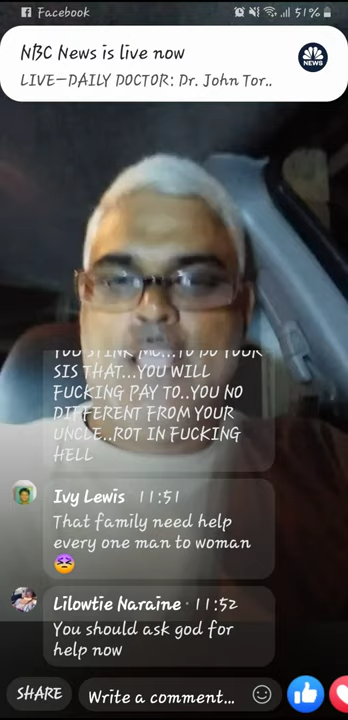 Facebook
51%
NBC News is live now
LIVE—DAILY DOCTOR: Dr. John Tor..
NEWS
SIS THAT...YOU WILL
FUCKING PAY TO..YOU NO
DIFFERENT FROM YOUR
UNCLE..ROT IN FUCKING
HELL
Ivy Lewis 11:51
That family need help
every one man to woman
Lilowtie Naraine · 11:52
You should ask god for
help now
SHARE
Write a comment...